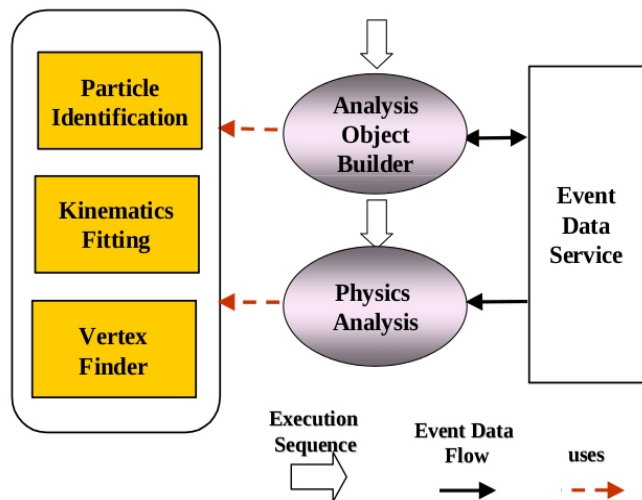 Particle
Identification
Kinematics
Fitting
Vertex
Finder
Analysis
Object
Builder
Physics
Analysis
Event
Data
Service
Execution
Sequence
Event Data
Flow
uses